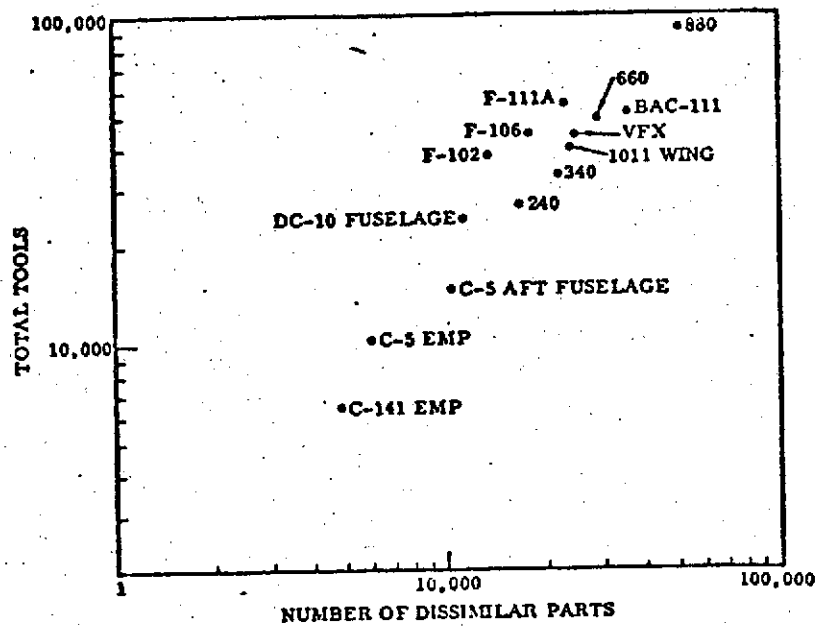 100,000
880
660
F-111A
BAC-111
F-106
VFX
F-102
1011 WING
340
240
DC-10 FUSELAGE
C-5 AFT FUSELAGE
TOTAL TOOLS
10,000
C-5 EMP
C-141 EMP
1
10,000
100,000
NUMBER OF DISSIMILAR PARTS